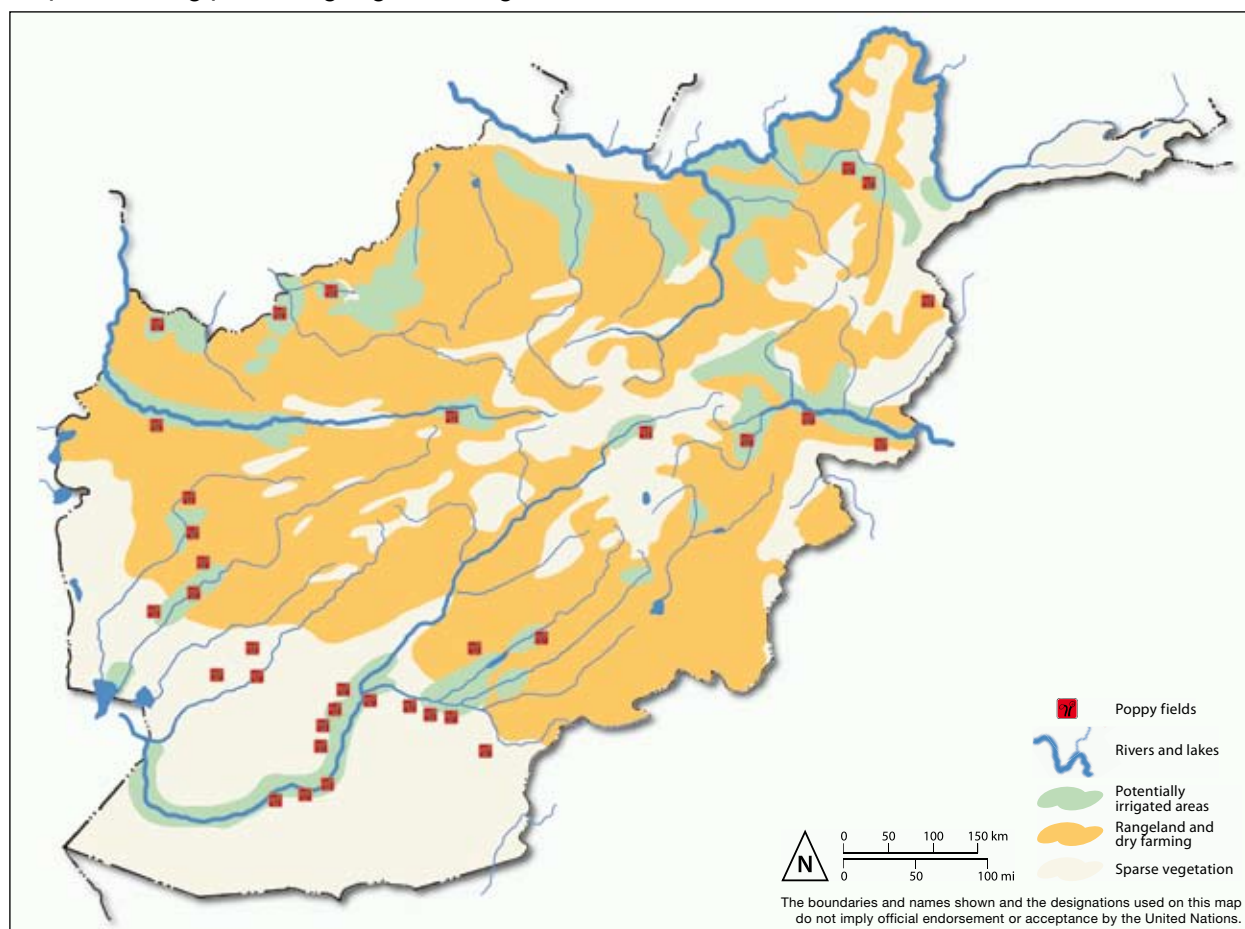 N
0 50 100 150 km
0 50 100 mi
Poppy fields
Rivers and lakes
Potentially
irrigated areas
Rangeland and
dry farming
Sparse vegetation
The boundaries and names shown and the designations used on this map
do not imply official endorsement or acceptance by the United Nations.